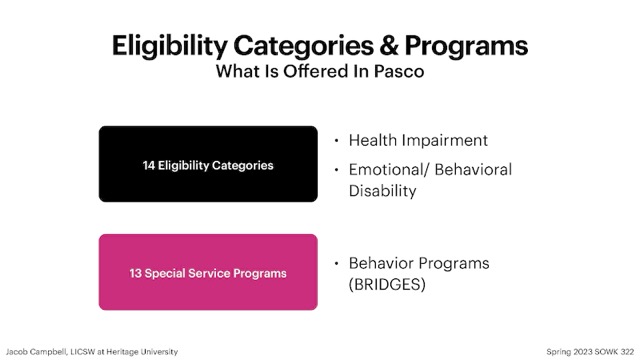 Eligibility Categories & Programs
What Is Offered In Pasco
14 Eligibility Categories
• Health Impairment
• Emotional/ Behavioral
Disability
13 Special Service Programs
• Behavior Programs
(BRIDGES)
Jacob Campbell, LICSW at Heritage University
Spring 2023 SOWK 322